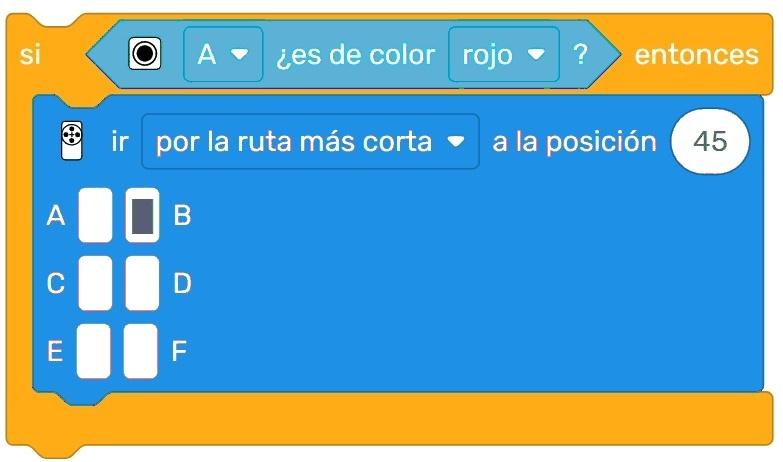 si A ¿es de color rojo ? entonces
ir por la ruta más corta a la posición 45
A B
C D
E F